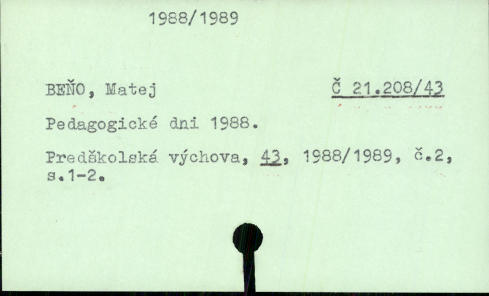 1988/1989
BEŇO, Matej Č 21.208/43
Pedagogické dni 1988.
Predškolská výchova, 43, 1988/1989, č.2,
s.1-2.